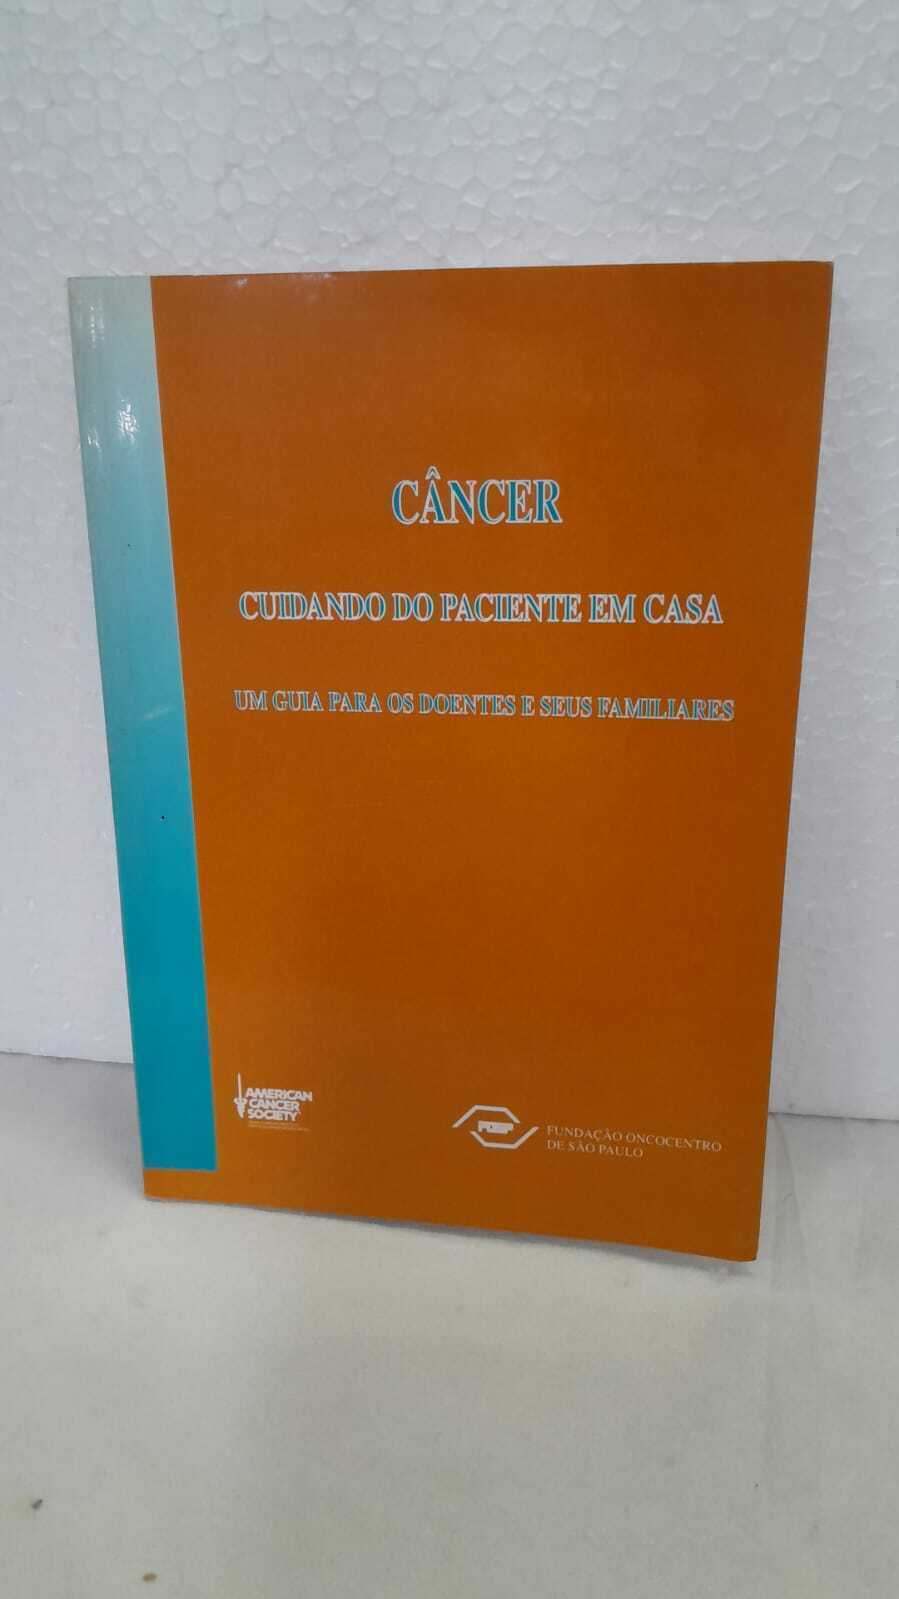 CÂNCER
CUIDANDO DO PACIENTE EM CASA
UM GUIA PARA OS DOENTES E SEUS FAMILIARES
AMERICAN
CANCER
SOCIETY
FUNDAÇÃO ONCOCENTRO
DE SÃO PAULO